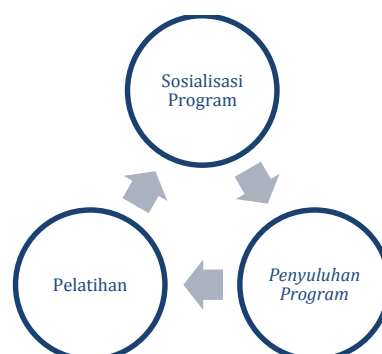 Sosialisasi
Program
Penyuluhan
Program
Pelatihan